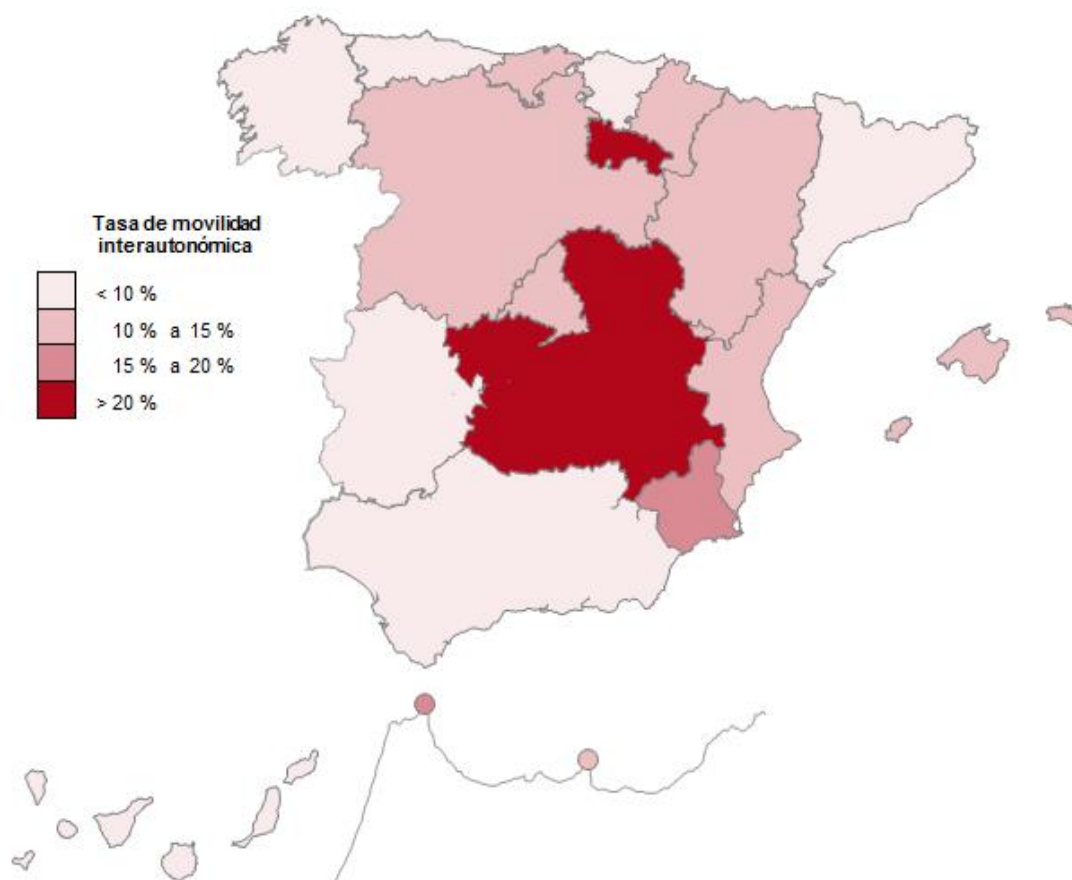 Tasa de movilidad
interautonómica
< 10 %
10 % a 15 %
15 % a 20 %
> 20 %